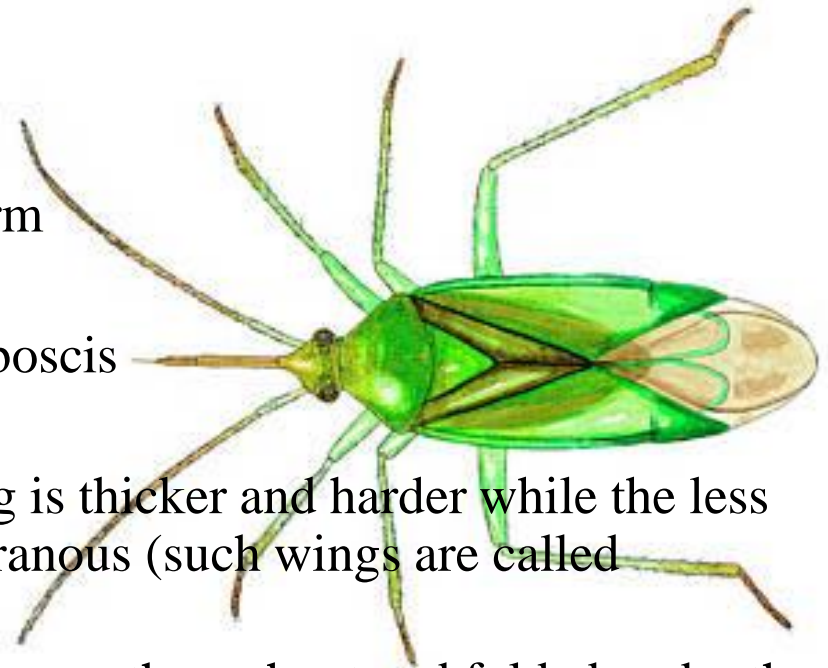 rm
boscis
g is thicker and harder while the less
ranous (such wings are called